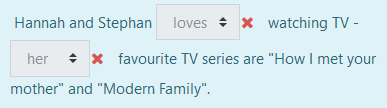 Hannah and Stephan loves ✖ watching TV -
her ✖ favourite TV series are "How I met your
mother" and "Modern Family".